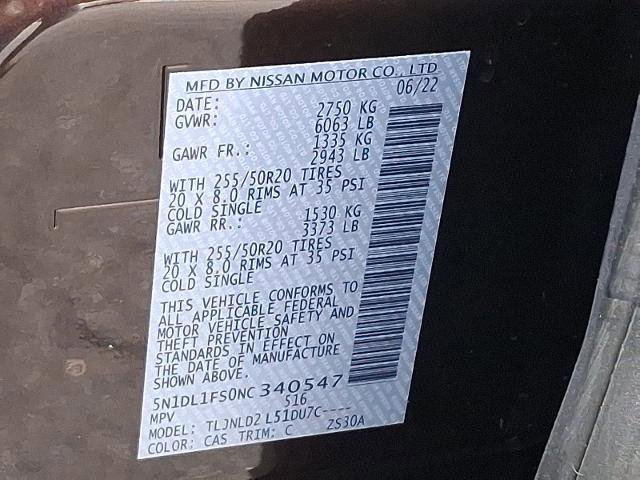 MFD BY NISSAN MOTOR CO., LTD
DATE: 06/22
GVWR: 2750 KG
6063 LB
GAWR FR.: 1335 KG
2943 LB
WITH 255/50R20 TIRES
20 X 8.0 RIMS AT 35 PSI
COLD SINGLE
GAWR RR.: 1530 KG
3373 LB
WITH 255/50R20 TIRES
20 X 8.0 RIMS AT 35 PSI
COLD SINGLE
THIS VEHICLE CONFORMS TO
ALL APPLICABLE FEDERAL
MOTOR VEHICLE SAFETY AND
THEFT PREVENTION
STANDARDS IN EFFECT ON
THE DATE OF MANUFACTURE
SHOWN ABOVE.
5N1DL1FS0NC 340547
MPV 516
MODEL: TLJNLD2 L51DU7C----
COLOR: CAS TRIM: C ZS30A